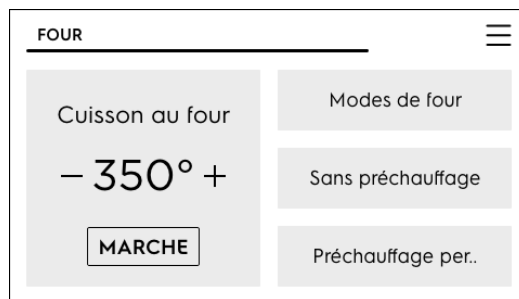 FOUR
Cuisson au four
− 350° +
MARCHE
Modes de four
Sans préchauffage
Préchauffage per..